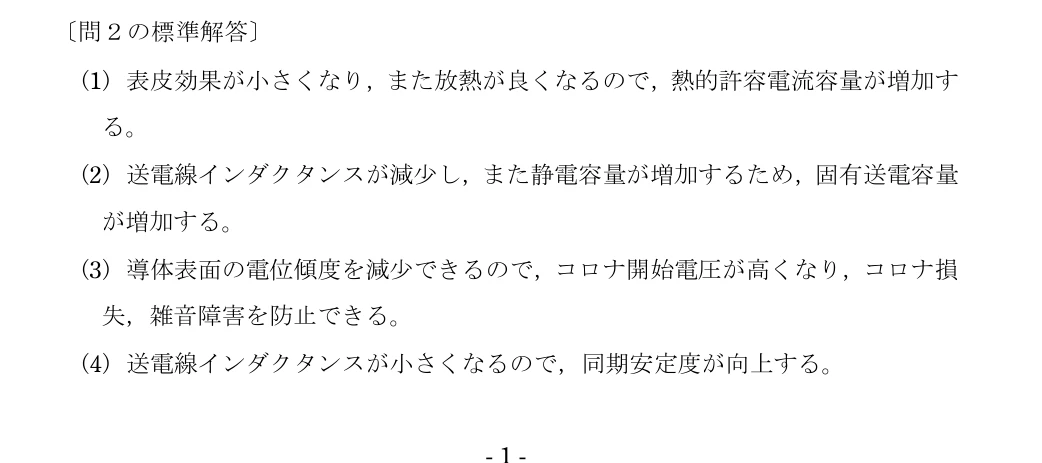 〔問２の標準解答〕
(1) 表皮効果が小さくなり，また放熱が良くなるので，熱的許容電流容量が増加す
る。
(2) 送電線インダクタンスが減少し，また静電容量が増加するため，固有送電容量
が増加する。
(3) 導体表面の電位傾度を減少できるので，コロナ開始電圧が高くなり，コロナ損
失，雑音障害を防止できる。
(4) 送電線インダクタンスが小さくなるので，同期安定度が向上する。
- 1 -